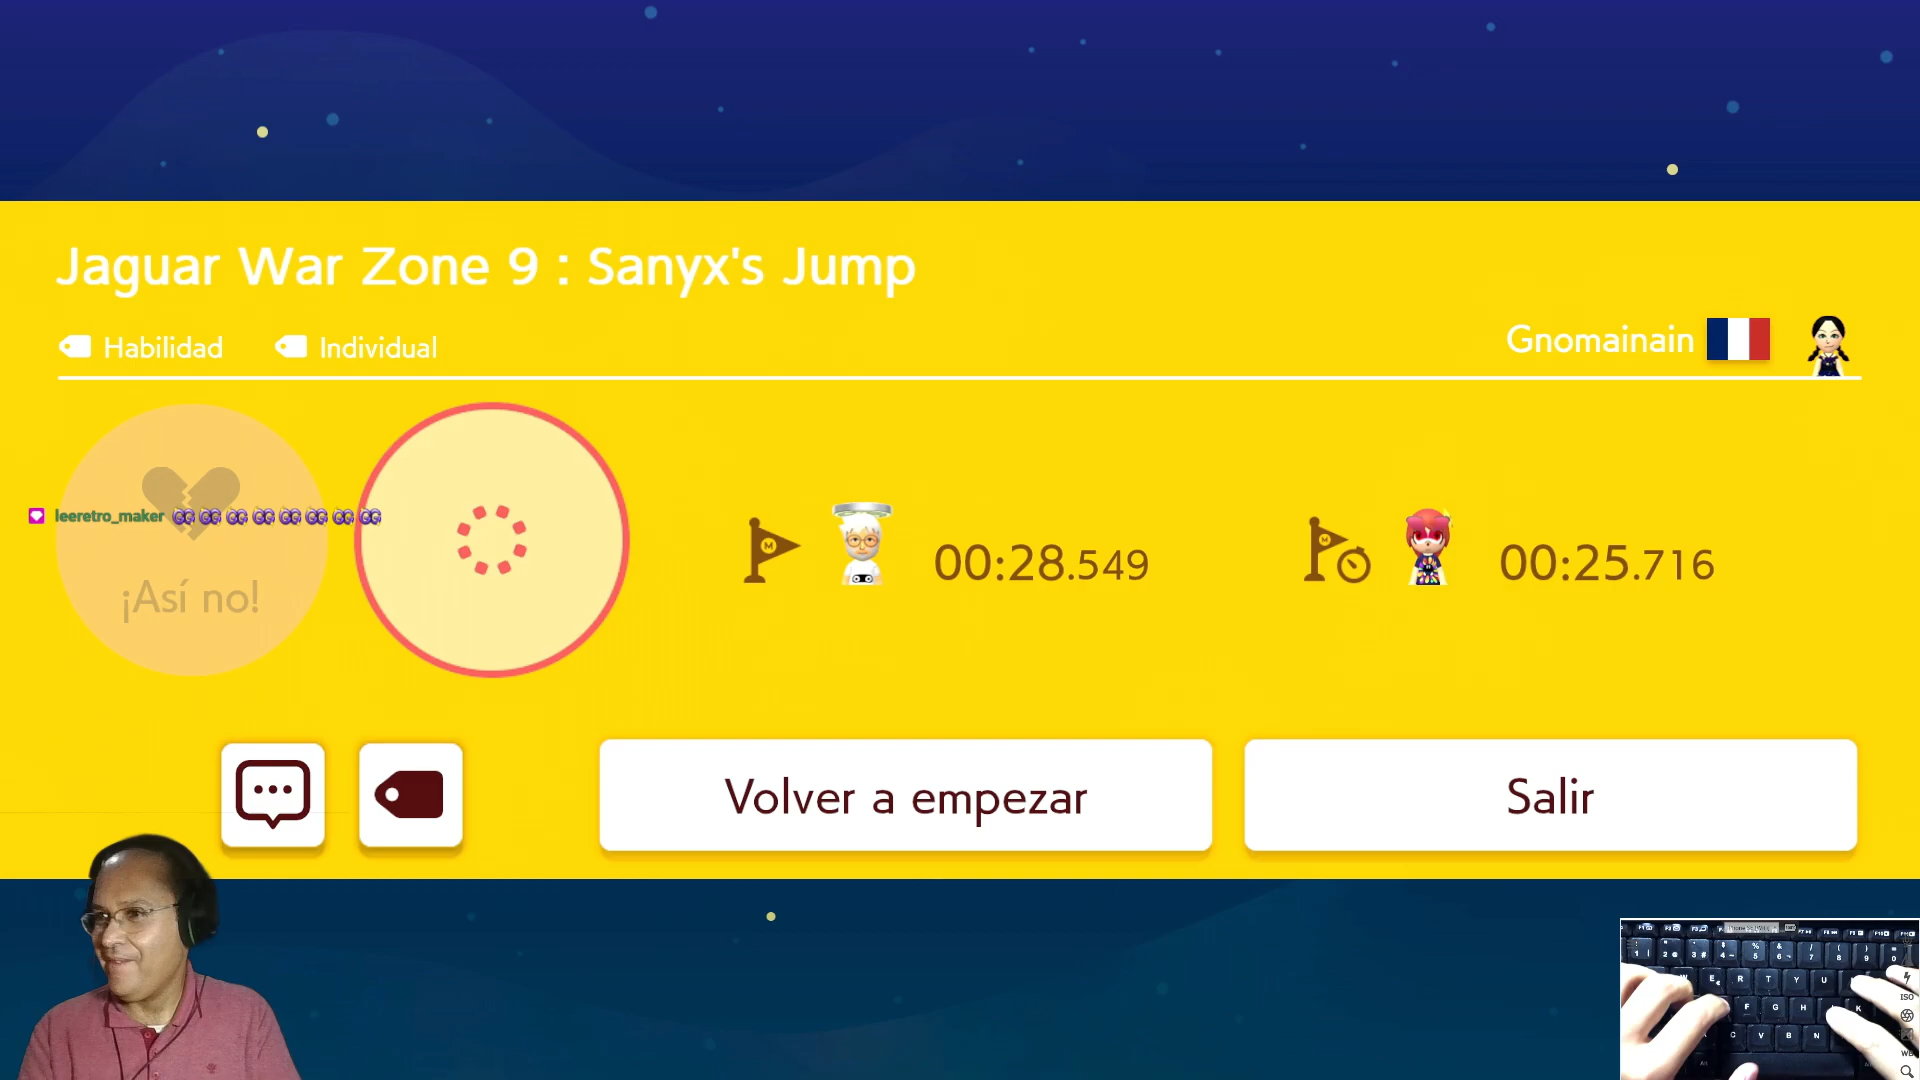 Jaguar War Zone 9 : Sanyx's Jump
Habilidad
Individual
Gnomainain
leeretro_maker
¡Así no!
00:28.549
00:25.716
Volver a empezar
Salir